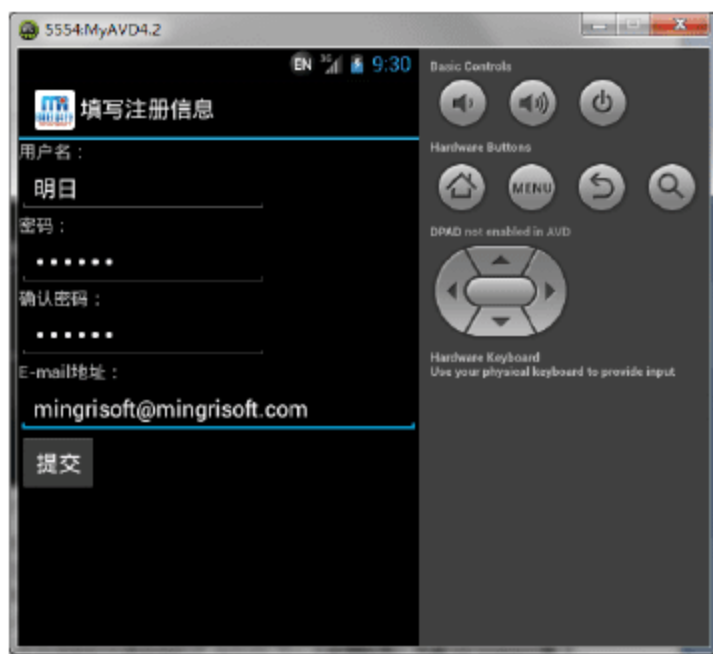 5554:MyAVD4.2
EN 3G 9:30
填写注册信息
用户名：
明日
密码：
••••••
确认密码：
••••••
E-mail地址：
mingrisoft@mingrisoft.com
提交
Basic Controls
Hardware Buttons
MENU
DPAD not enabled in AVD
Hardware Keyboard
Use your physical keyboard to provide input